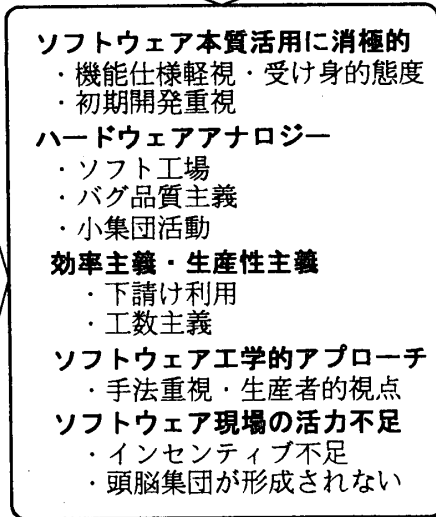 ソフトウェア本質活用に消極的
・機能仕様軽視・受け身的態度
・初期開発重視
ハードウェアアナロジー
・ソフト工場
・バグ品質主義
・小集団活動
効率主義・生産性主義
・下請け利用
・工数主義
ソフトウェア工学的アプローチ
・手法重視・生産者的視点
ソフトウェア現場の活力不足
・インセンティブ不足
・頭脳集団が形成されない